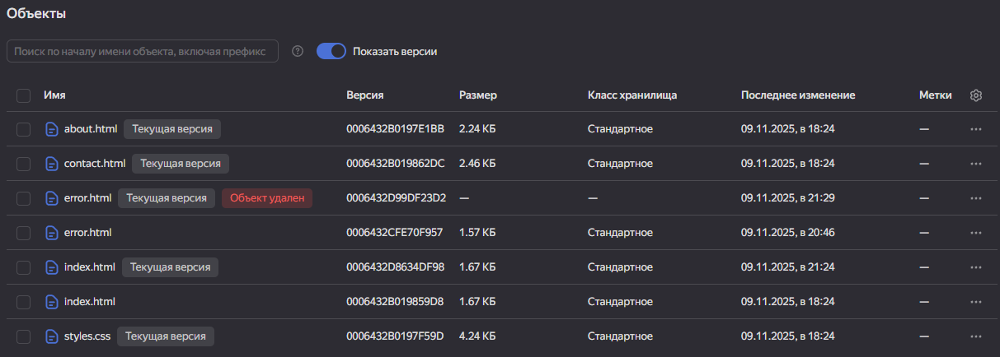 Объекты
Поиск по началу имени объекта, включая префикс ? Показать версии
Имя Версия Размер Класс хранилища Последнее изменение Метки
about.html Текущая версия 0006432B0197E1BB 2.24 КБ Стандартное 09.11.2025, в 18:24 —
contact.html Текущая версия 0006432B019862DC 2.46 КБ Стандартное 09.11.2025, в 18:24 —
error.html Текущая версия Объект удален 0006432D99DF23D2 — — 09.11.2025, в 21:29 —
error.html 0006432CFE70F957 1.57 КБ Стандартное 09.11.2025, в 20:46 —
index.html Текущая версия 0006432D8634DF98 1.67 КБ Стандартное 09.11.2025, в 21:24 —
index.html 0006432B019859D8 1.67 КБ Стандартное 09.11.2025, в 18:24 —
styles.css Текущая версия 0006432B0197F59D 4.24 КБ Стандартное 09.11.2025, в 18:24 —